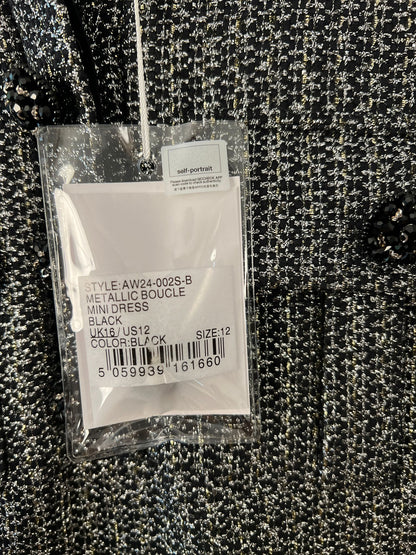 self-portrait
STYLE:AW24-002S-B
METALLIC BOUCLE
MINI DRESS
BLACK
UK16/US12
COLOR:BLACK SIZE:12
5 059939 161660